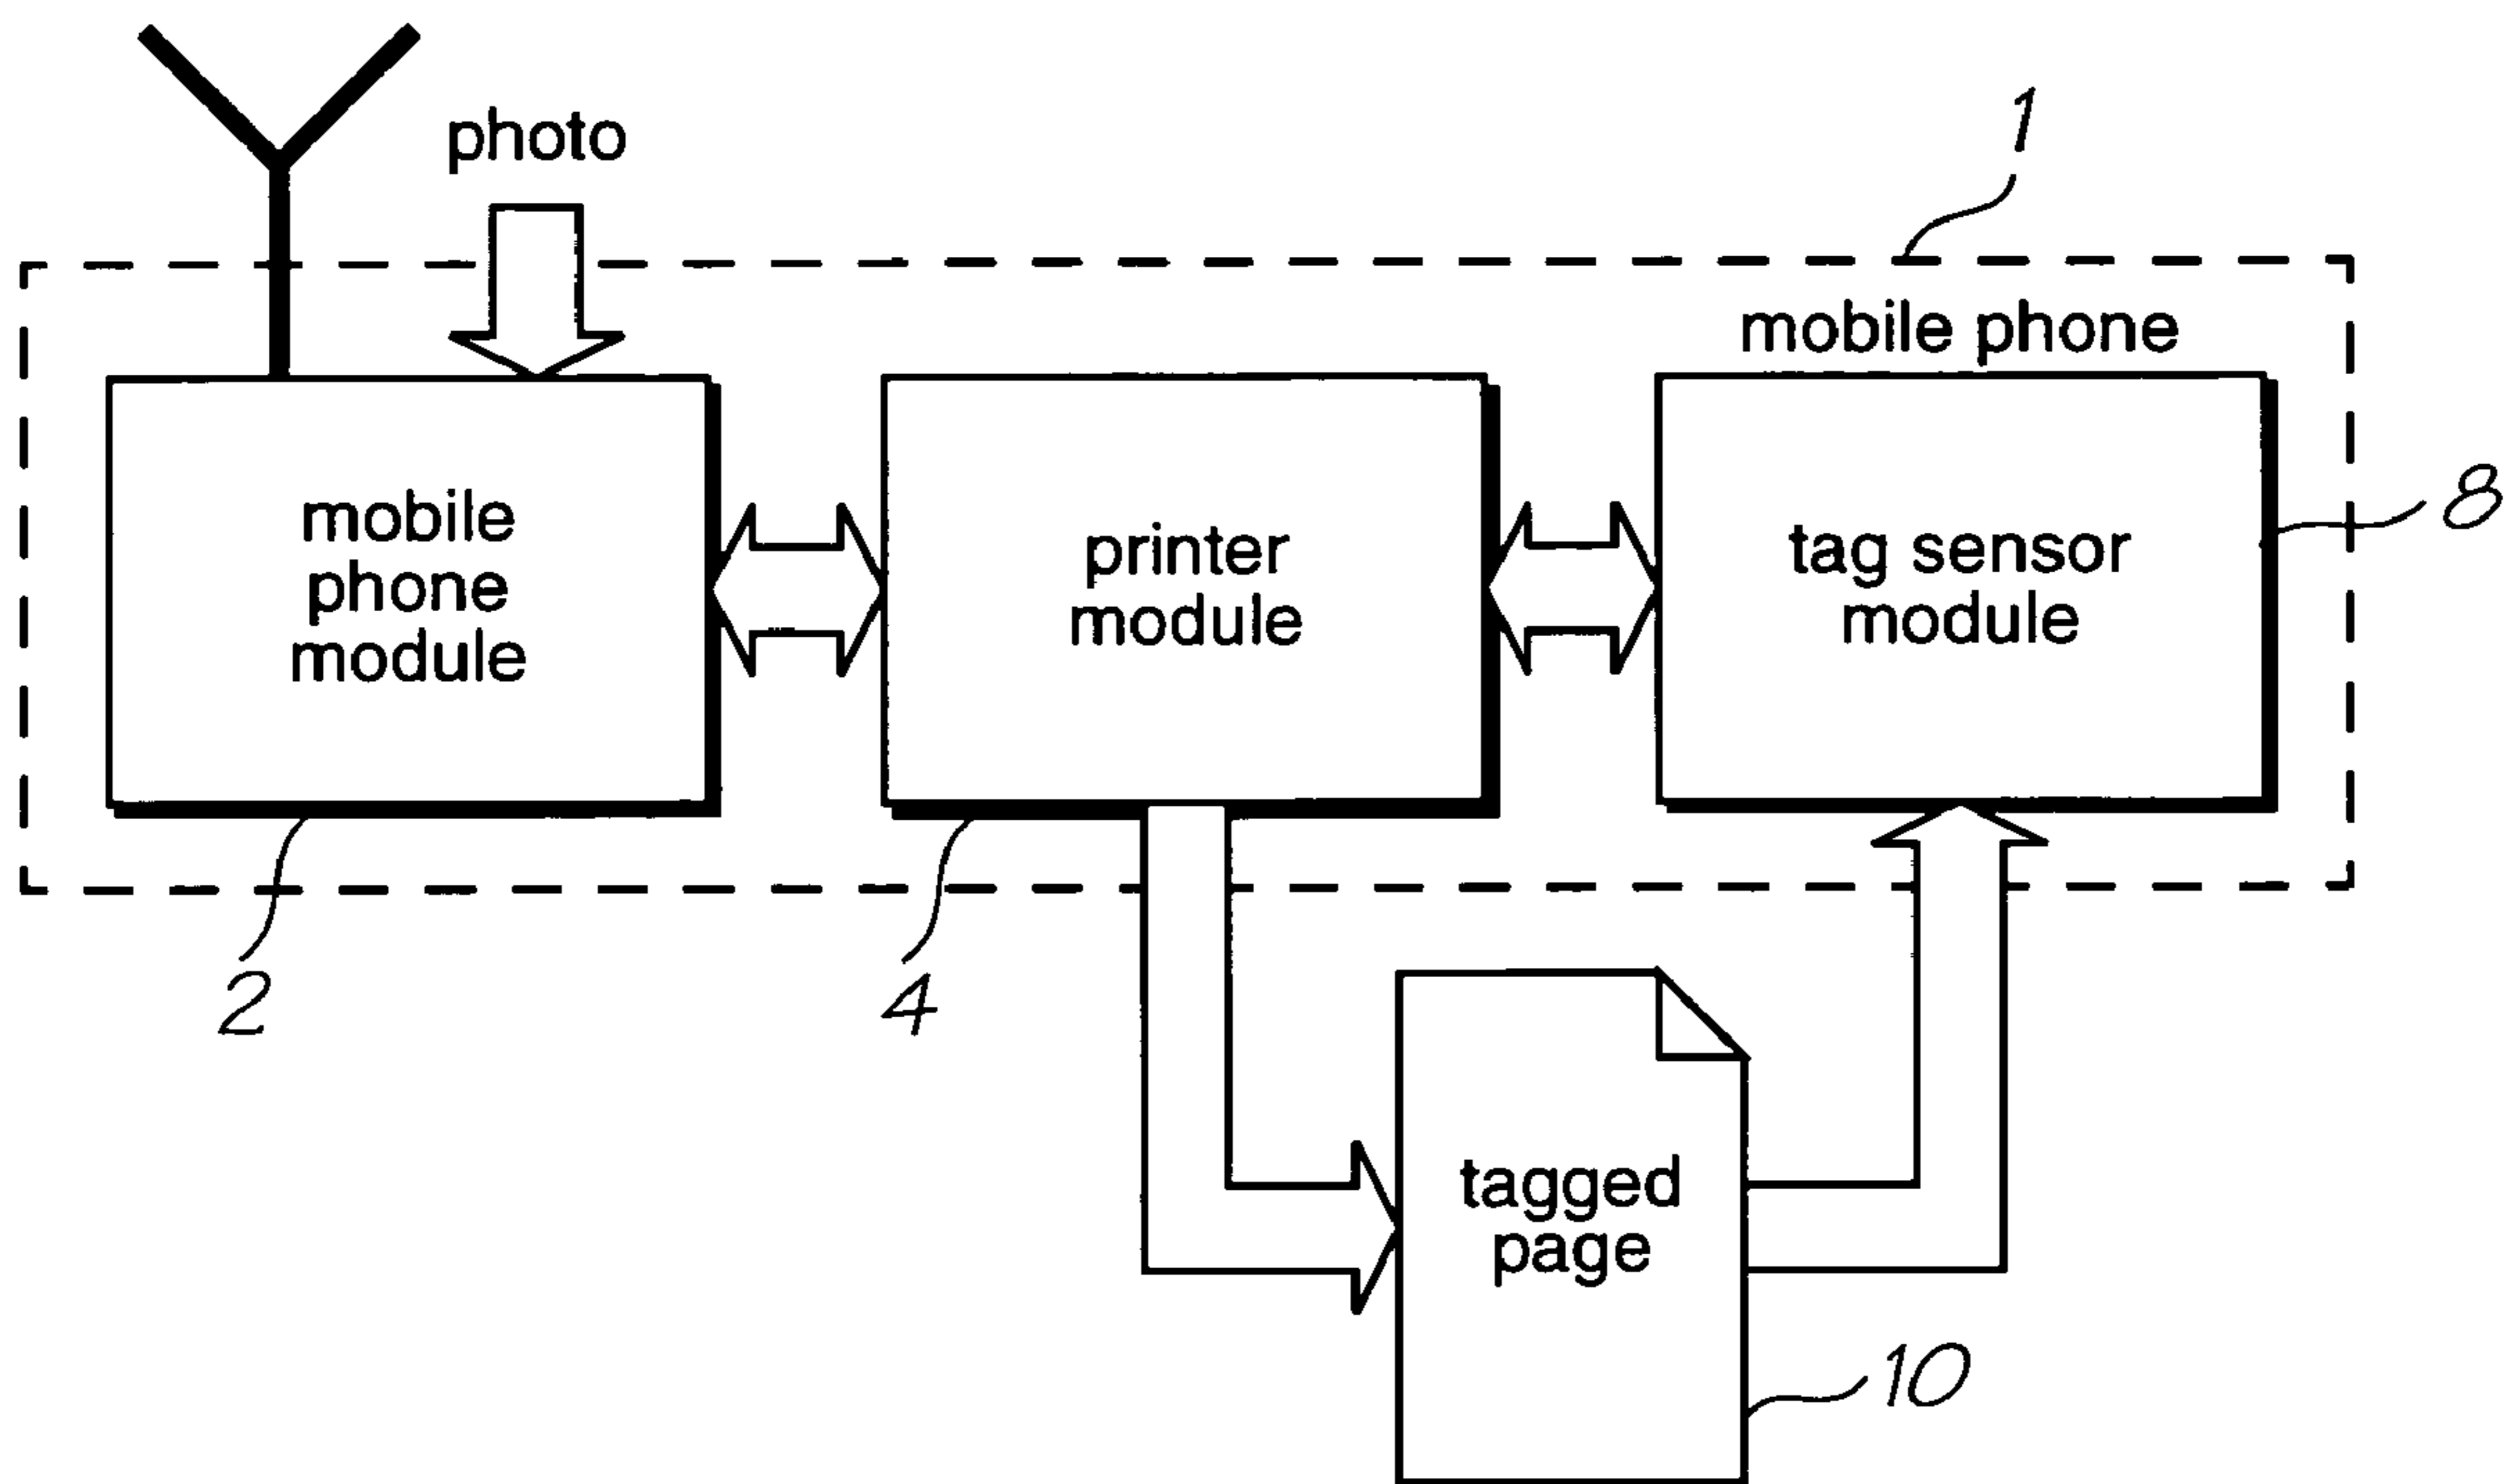 photo
1
mobile phone
mobile
phone
module
printer
module
tag sensor
module
8
2
4
tagged
page
10